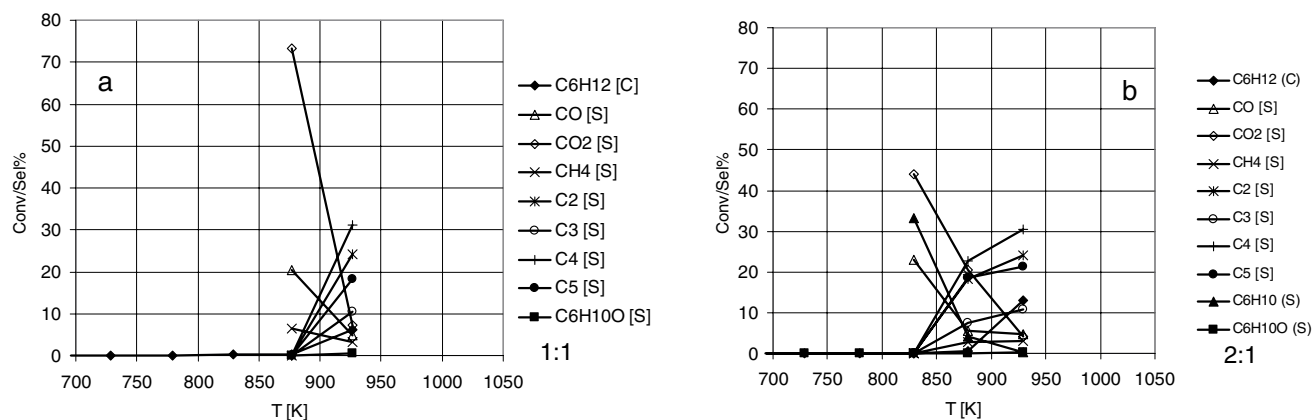 80
70
60
50
40
30
20
10
0
Conv/Sel%
a
700 750 800 850 900 950 1000 1050
T [K]
C6H12 [C]
CO [S]
CO2 [S]
CH4 [S]
C2 [S]
C3 [S]
C4 [S]
C5 [S]
C6H10O [S]
1:1
80
70
60
50
40
30
20
10
0
Conv/Sel%
b
700 750 800 850 900 950 1000 1050
T [K]
C6H12 (C)
CO [S]
CO2 [S]
CH4 [S]
C2 [S]
C3 [S]
C4 [S]
C5 [S]
C6H10 (S)
C6H10O (S)
2:1